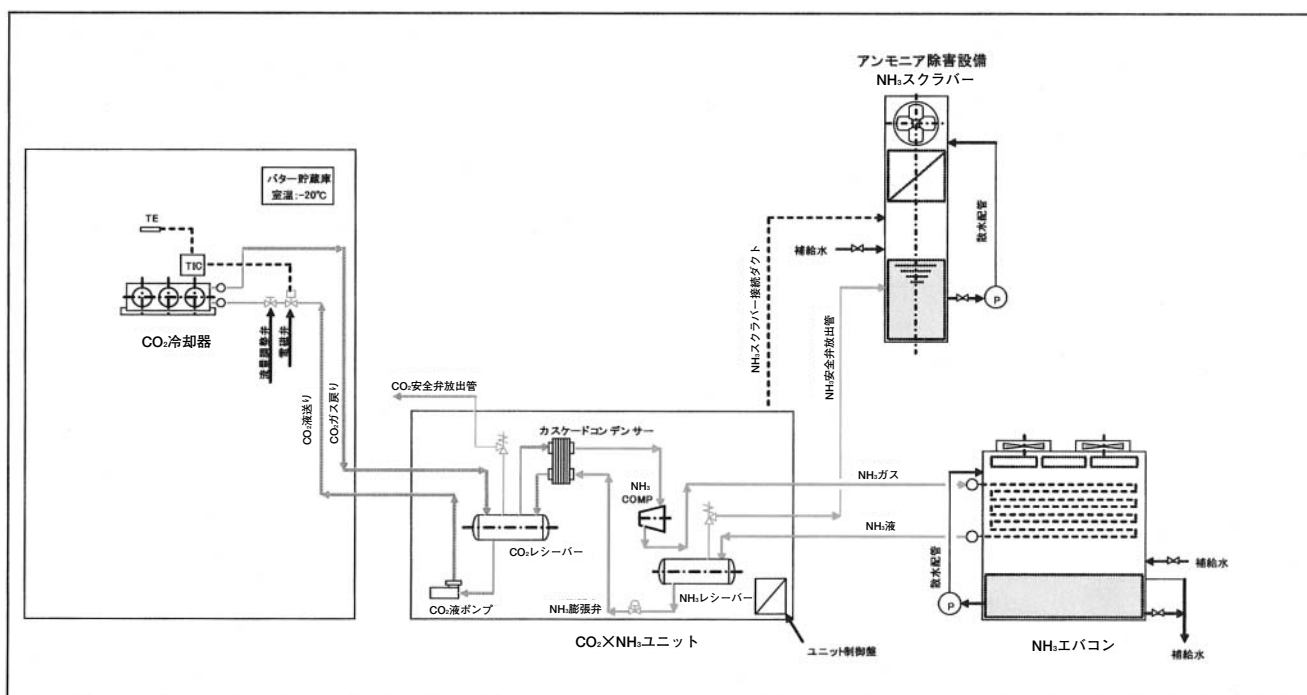 アンモニア除害設備
NH₃スクラバー
バター貯蔵庫
室温:-20℃
TE
TIC
CO₂冷却器
流量調整弁
電磁弁
CO₂液送り
CO₂ガス戻り
CO₂安全弁放出管
カスケードコンデンサー
NH₃
COMP
CO₂レシーバー
CO₂液ポンプ
NH₃膨張弁
NH₃レシーバー
CO₂×NH₃ユニット
ユニット制御盤
NH₃スクラバー接続ダクト
NH₃安全弁放出管
補給水
散水配管
P
NH₃ガス
NH₃液
散水配管
P
補給水
補給水
NH₃エバコン